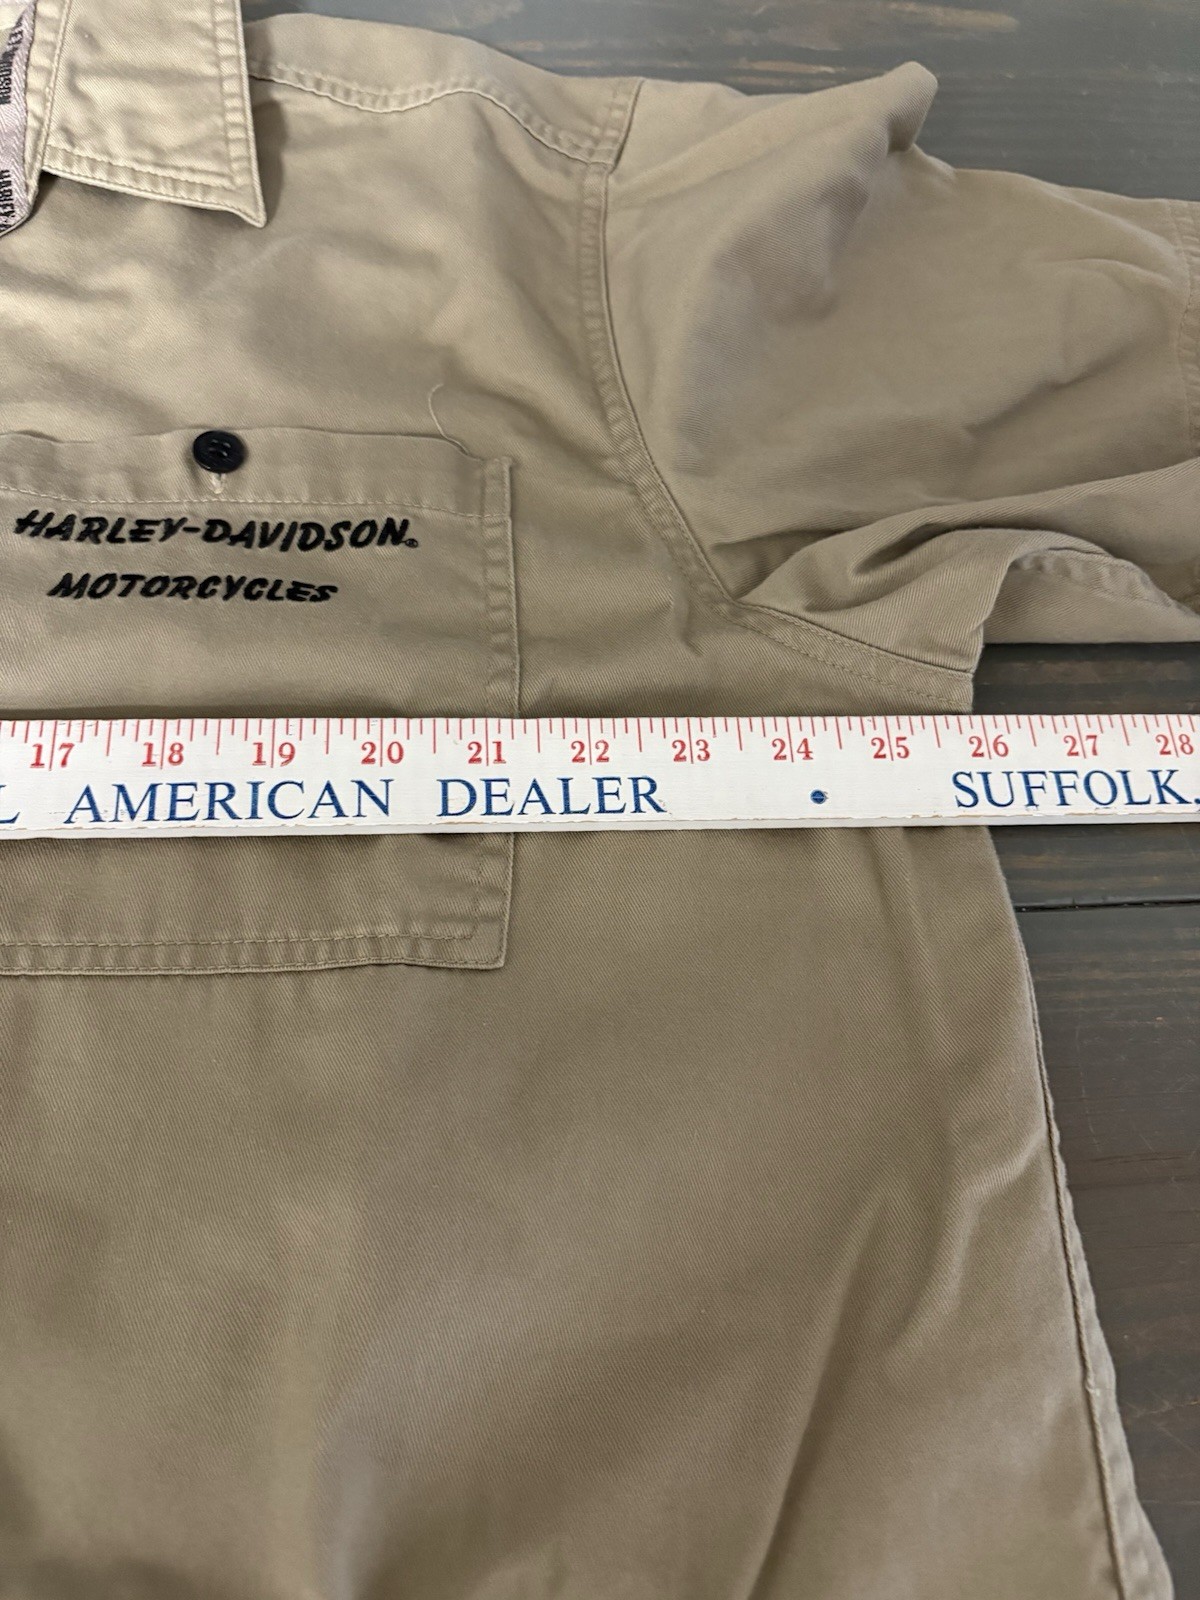 HARLEY-DAVIDSON®
MOTORCYCLES
17 18 19 20 21 22 23 24 25 26 27 28
AMERICAN DEALER • SUFFOLK,